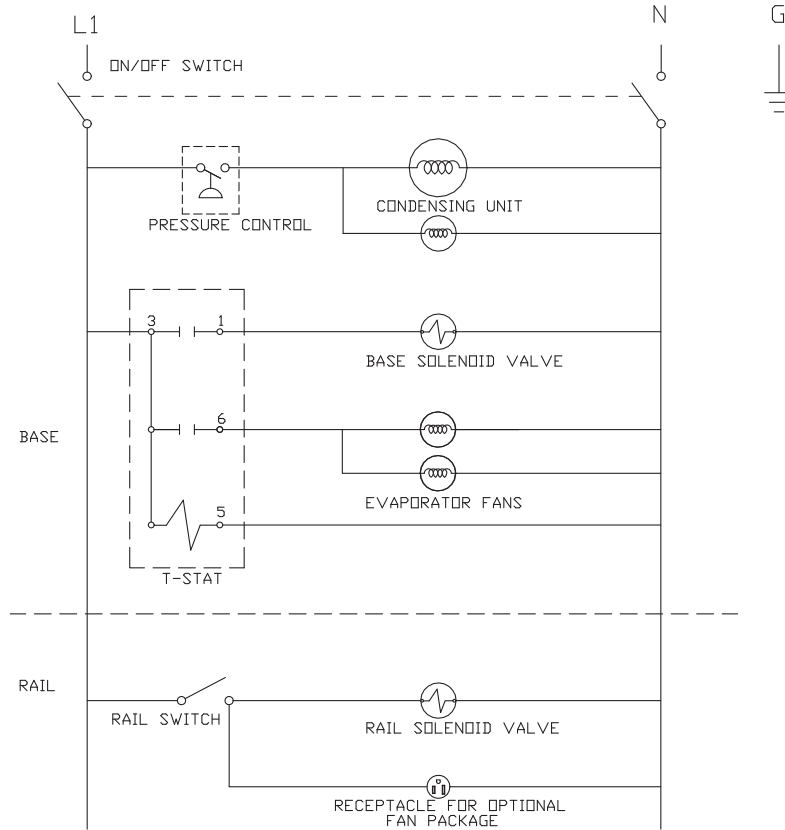 L1
N
G
ON/OFF SWITCH
CONDENSING UNIT
PRESSURE CONTROL
3
1
BASE SOLENOID VALVE
6
BASE
EVAPORATOR FANS
5
T-STAT
RAIL
RAIL SWITCH
RAIL SOLENOID VALVE
RECEPTACLE FOR OPTIONAL
FAN PACKAGE